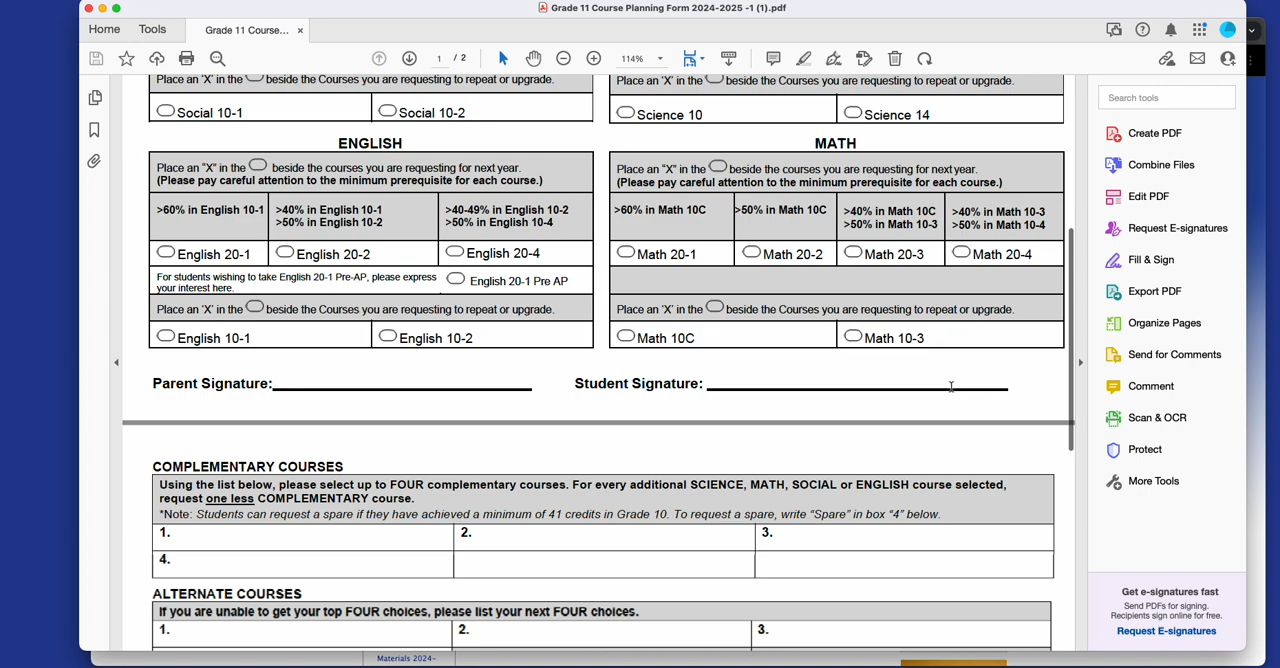 Grade 11 Course Planning Form 2024-2025 -1 (1).pdf
Home Tools Grade 11 Course... ×
1 / 2 114%
Place an 'X' in the beside the Courses you are requesting to repeat or upgrade.
Social 10-1 Social 10-2
Place an 'X' in the beside the Courses you are requesting to repeat or upgrade.
Science 10 Science 14
ENGLISH
Place an "X" in the beside the courses you are requesting for next year.
(Please pay careful attention to the minimum prerequisite for each course.)
>60% in English 10-1
>40% in English 10-1
>50% in English 10-2
>40-49% in English 10-2
>50% in English 10-4
English 20-1 English 20-2 English 20-4
For students wishing to take English 20-1 Pre-AP, please express
your interest here.
English 20-1 Pre AP
Place an 'X' in the beside the Courses you are requesting to repeat or upgrade.
English 10-1 English 10-2
MATH
Place an "X" in the beside the courses you are requesting for next year.
(Please pay careful attention to the minimum prerequisite for each course.)
>60% in Math 10C
>50% in Math 10C
>40% in Math 10C
>50% in Math 10-3
>40% in Math 10-3
>50% in Math 10-4
Math 20-1 Math 20-2 Math 20-3 Math 20-4
Place an 'X' in the beside the Courses you are requesting to repeat or upgrade.
Math 10C Math 10-3
Parent Signature: Student Signature:
COMPLEMENTARY COURSES
Using the list below, please select up to FOUR complementary courses. For every additional SCIENCE, MATH, SOCIAL or ENGLISH course selected,
request one less COMPLEMENTARY course.
*Note: Students can request a spare if they have achieved a minimum of 41 credits in Grade 10. To request a spare, write "Spare" in box "4" below.
1. 2. 3.
4.
ALTERNATE COURSES
If you are unable to get your top FOUR choices, please list your next FOUR choices.
1. 2. 3.
Search tools
Create PDF
Combine Files
Edit PDF
Request E-signatures
Fill & Sign
Export PDF
Organize Pages
Send for Comments
Comment
Scan & OCR
Protect
More Tools
Get e-signatures fast
Send PDFs for signing.
Recipients sign online for free.
Request E-signatures
Materials 2024–